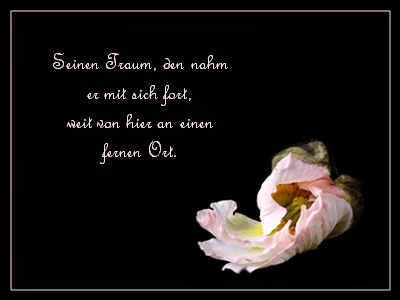 Seinen Traum, den nahm
er mit sich fort,
weit von hier an einen
fernen Ort.